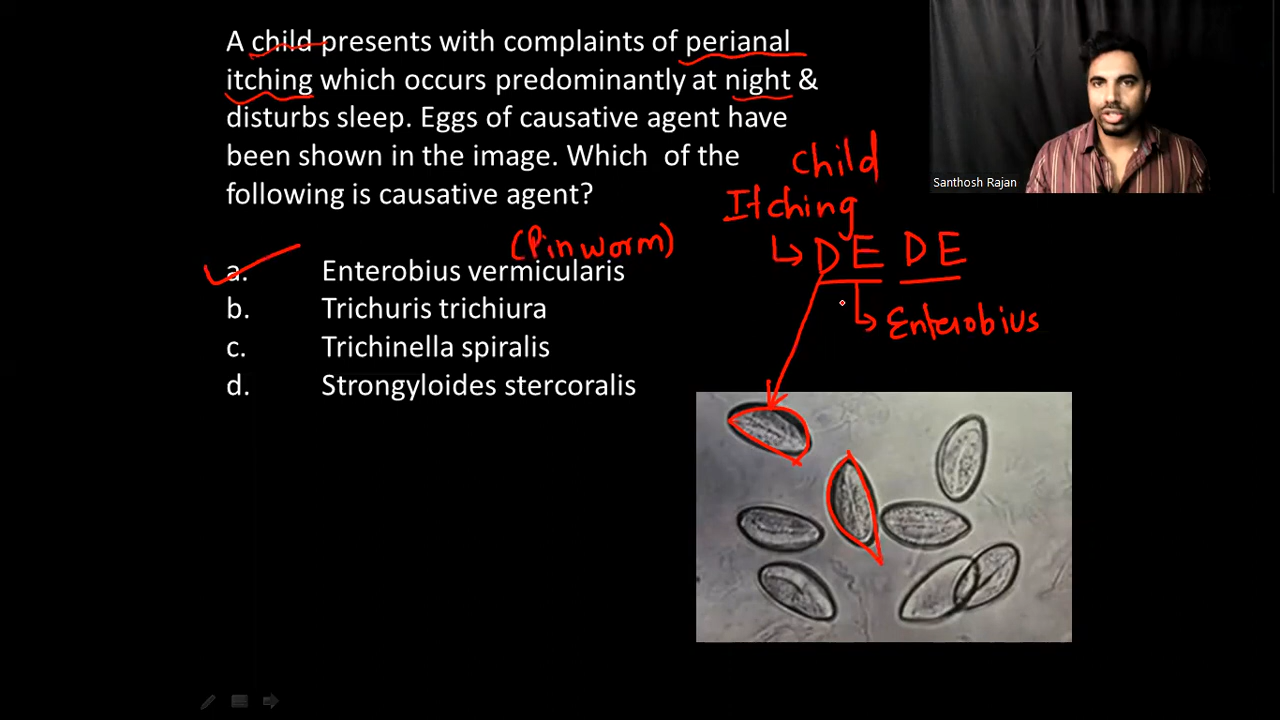 A child presents with complaints of perianal
itching which occurs predominantly at night &
disturbs sleep. Eggs of causative agent have
been shown in the image. Which of the
following is causative agent?
Child
Itching
DE DE
Enterobius
(Pinworm)
a. Enterobius vermicularis
b. Trichuris trichiura
c. Trichinella spiralis
d. Strongyloides stercoralis
Santhosh Rajan